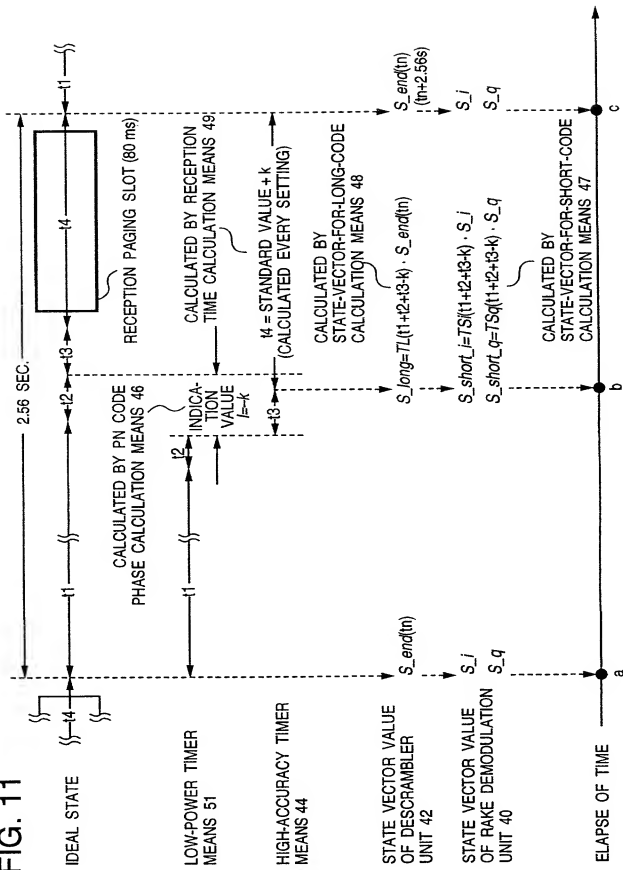 FIG. 11
2.56 SEC.
IDEAL STATE
t4
t1
t2
t3
t4
t1
RECEPTION PAGING SLOT (80 ms)
CALCULATED BY PN CODE
PHASE CALCULATION MEANS 46
CALCULATED BY RECEPTION
TIME CALCULATION MEANS 49
LOW-POWER TIMER
MEANS 51
t1
t2
INDICA-
TION
VALUE
I=-k
HIGH-ACCURACY TIMER
MEANS 44
t3
t4 = STANDARD VALUE + k
(CALCULATED EVERY SETTING)
CALCULATED BY
STATE-VECTOR-FOR-LONG-CODE
CALCULATION MEANS 48
STATE VECTOR VALUE
OF DESCRAMBLER
UNIT 42
S_end(tn)
S_long=TL(t1+t2+t3-k) · S_end(tn)
S_end(tn)
(tn+2.56s)
STATE VECTOR VALUE
OF RAKE DEMODULATION
UNIT 40
S_i
S_q
S_short_i=TSi(t1+t2+t3-k) · S_i
S_short_q=TSq(t1+t2+t3-k) · S_q
S_i
S_q
CALCULATED BY
STATE-VECTOR-FOR-SHORT-CODE
CALCULATION MEANS 47
ELAPSE OF TIME
a
b
c